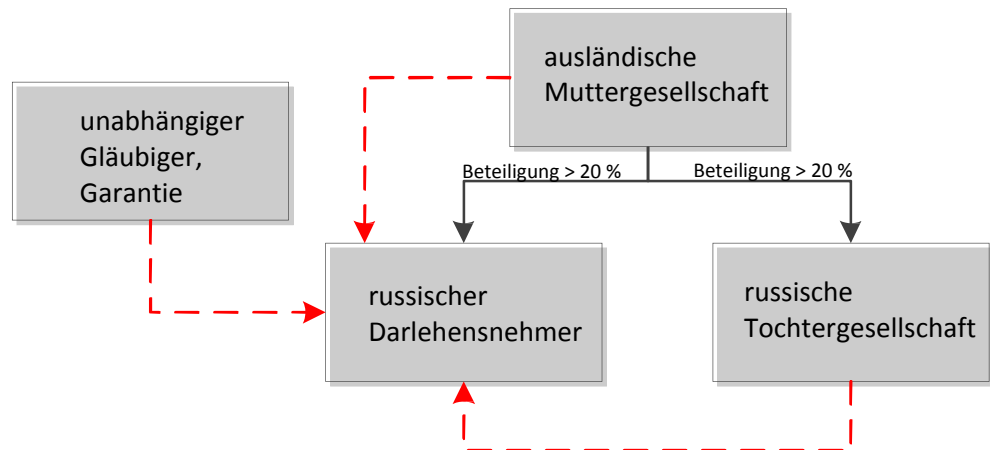 ausländische
Muttergesellschaft
unabhängiger
Gläubiger,
Garantie
Beteiligung > 20 %
Beteiligung > 20 %
russischer
Darlehensnehmer
russische
Tochtergesellschaft